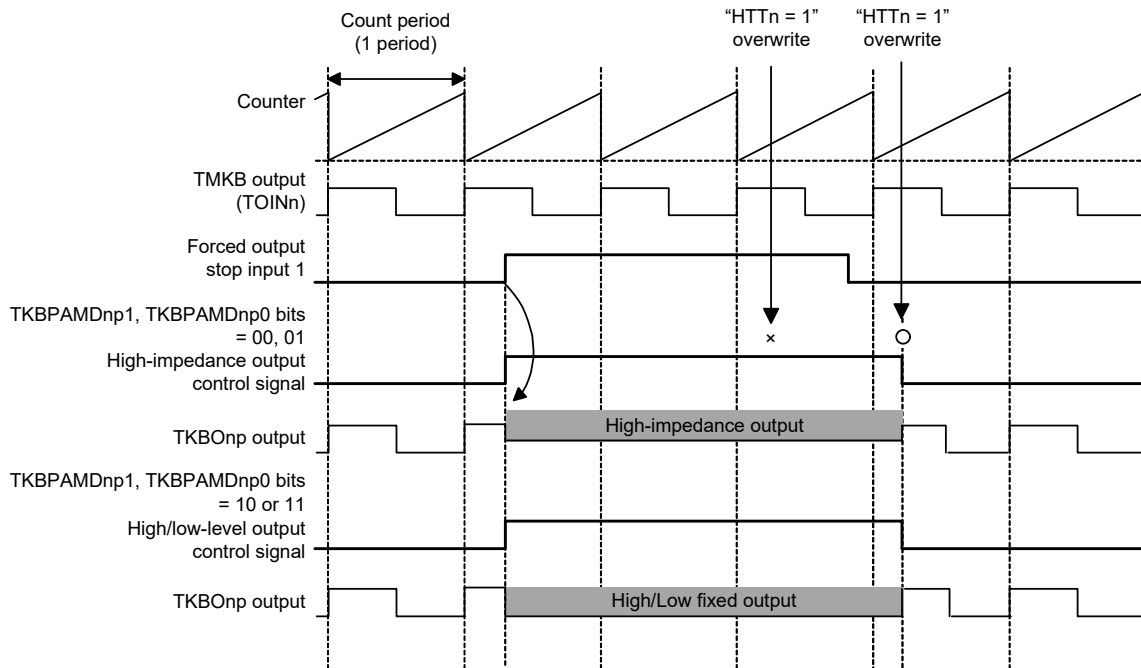 Count period
(1 period)
“HTTn = 1”
overwrite
“HTTn = 1”
overwrite
Counter
TMKB output
(TOINn)
Forced output
stop input 1
TKBPAMDnp1, TKBPAMDnp0 bits
= 00, 01
×
High-impedance output
control signal
High-impedance output
TKBOnp output
TKBPAMDnp1, TKBPAMDnp0 bits
= 10 or 11
High/low-level output
control signal
TKBOnp output
High/Low fixed output